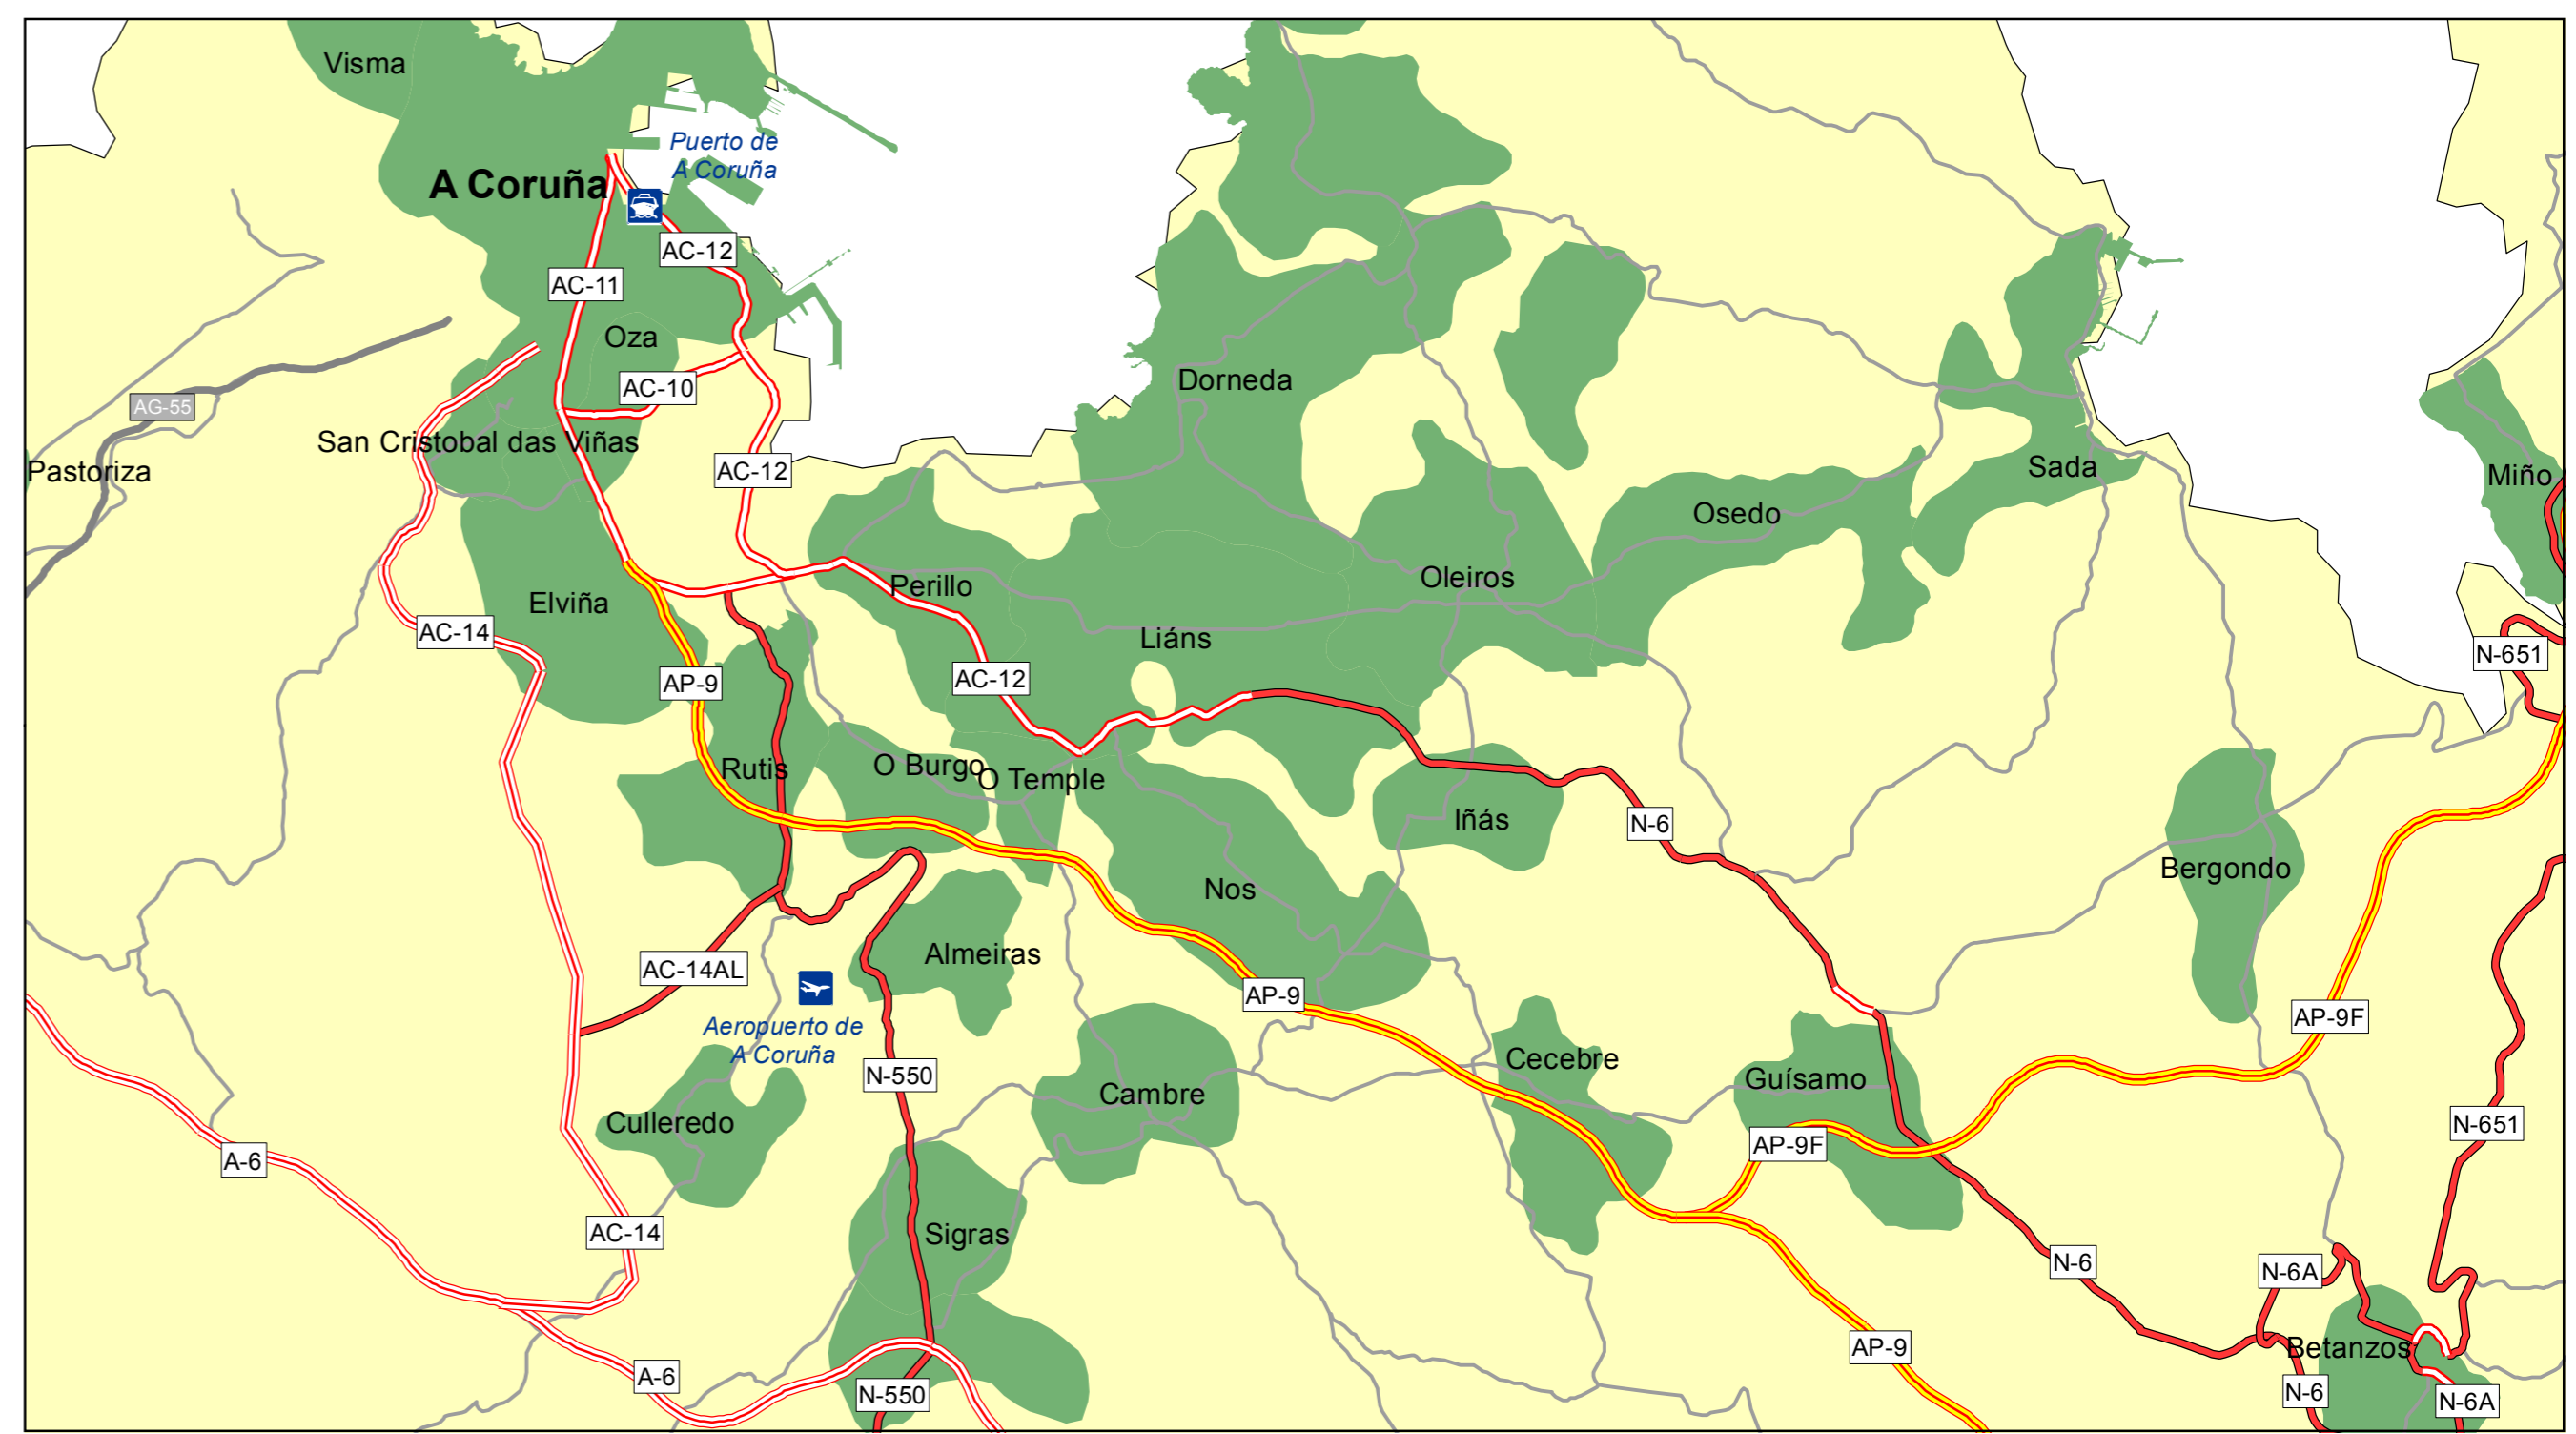 Visma
Puerto de
A Coruña
A Coruña
AC-12
AC-11
Oza
Dorneda
AC-10
AG-55
San Cristobal das Viñas
Pastoriza
AC-12
Sada
Miño
Osedo
Oleiros
Perillo
Elviña
AC-14
Liáns
N-651
AC-12
AP-9
Rutis
O Burgo
O Temple
Iñás
N-6
Bergondo
Nos
Almeiras
AC-14AL
AP-9
AP-9F
Aeropuerto de
A Coruña
Cecebre
N-550
Guísamo
Cambre
Culleredo
N-651
AP-9F
A-6
AC-14
Sigras
N-6
N-6A
AP-9
Betanzos
A-6
N-550
N-6
N-6A